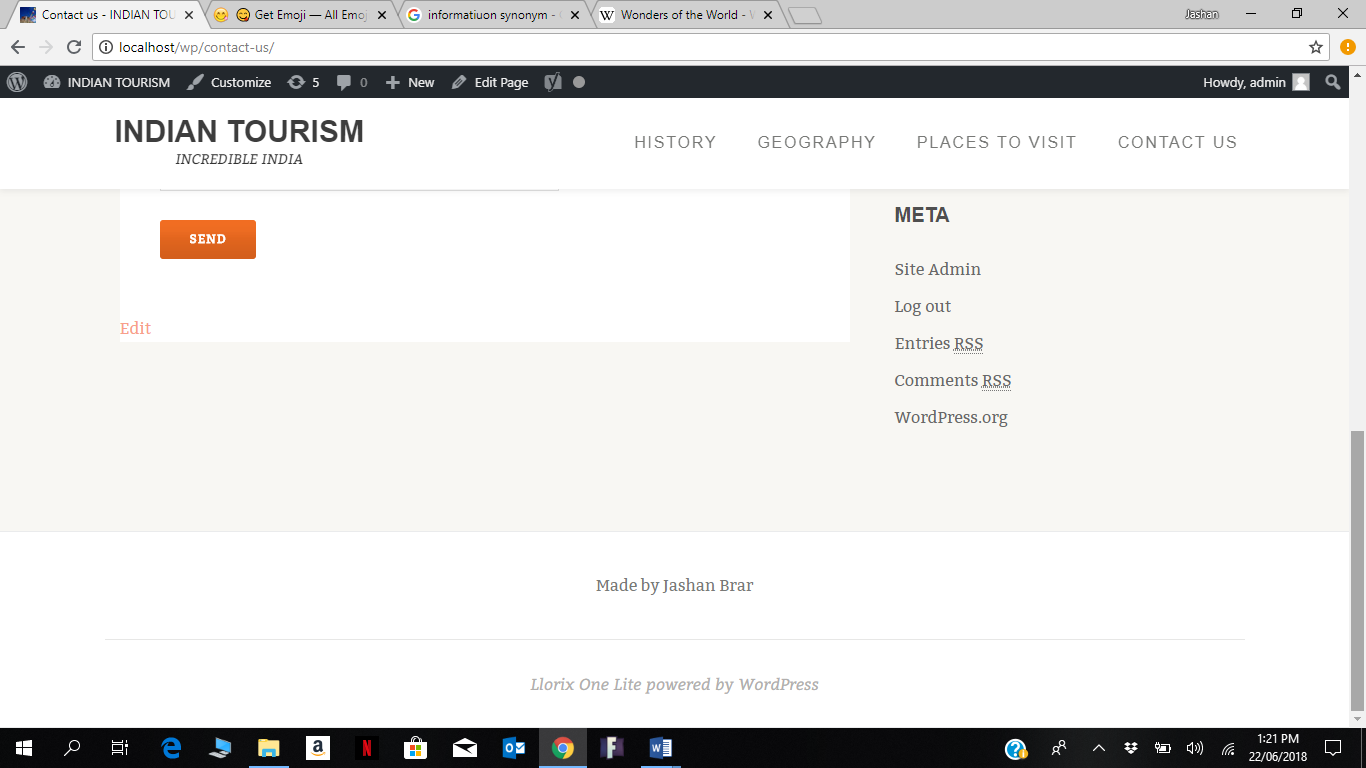 Contact us - INDIAN TOU
Get Emoji — All Emoj
informatiuon synonym -
Wonders of the World -
Jashan
localhost/wp/contact-us/
INDIAN TOURISM
Customize
5
0
New
Edit Page
Howdy, admin
INDIAN TOURISM
INCREDIBLE INDIA
HISTORY
GEOGRAPHY
PLACES TO VISIT
CONTACT US
SEND
Edit
META
Site Admin
Log out
Entries RSS
Comments RSS
WordPress.org
Made by Jashan Brar
Llorix One Lite powered by WordPress
1:21 PM
22/06/2018